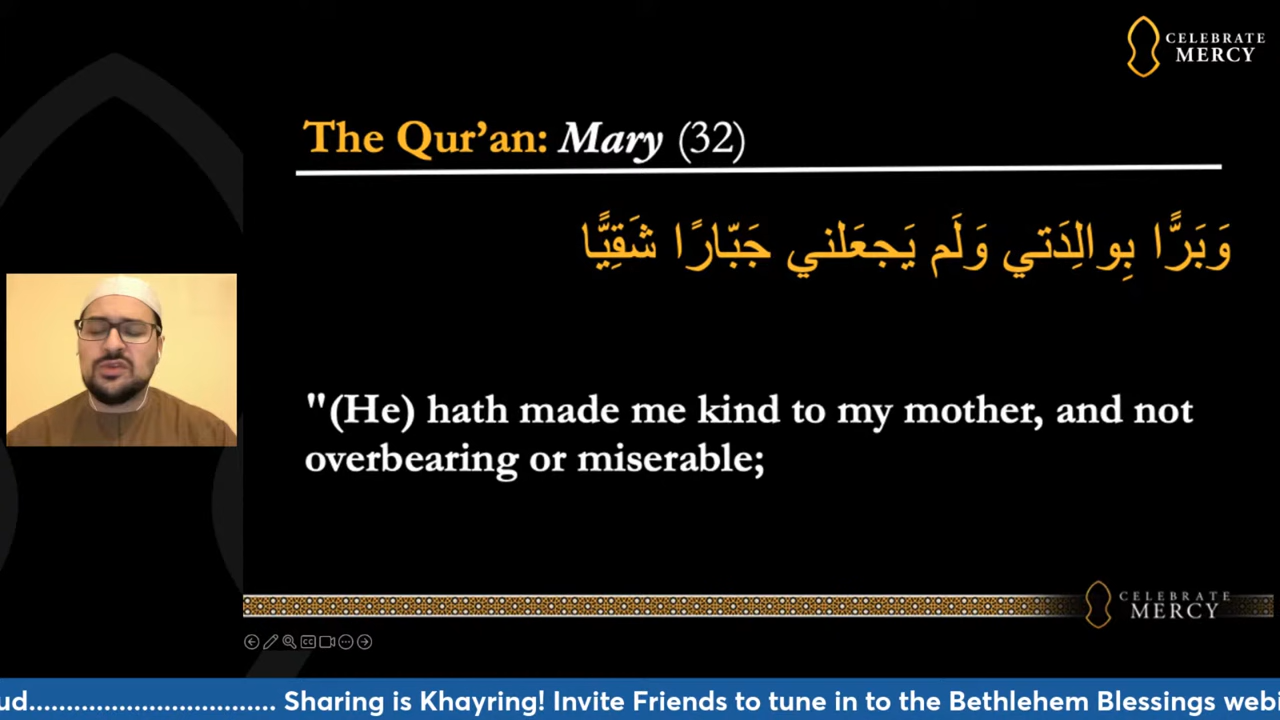 CELEBRATE
MERCY
The Qur’an: Mary (32)
وَبَرًّا بِوالِدَتي وَلَم يَجعَلني جَبّارًا شَقِيًّا
"(He) hath made me kind to my mother, and not
overbearing or miserable;
CELEBRATE
MERCY
CC
ud................................. Sharing is Khayring! Invite Friends to tune in to the Bethlehem Blessings webi